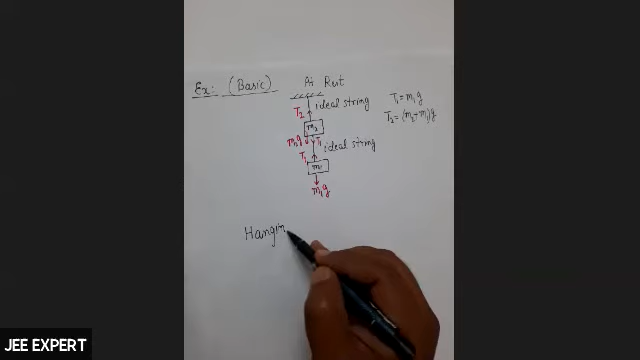 Ex: (Basic) At Rest
ideal string
T₂
T₁ = m₁g
m₂
T₂ = (m₂+m₁)g
m₂g T₁
ideal string
T₁
m₁
m₁g
Hangin
JEE EXPERT